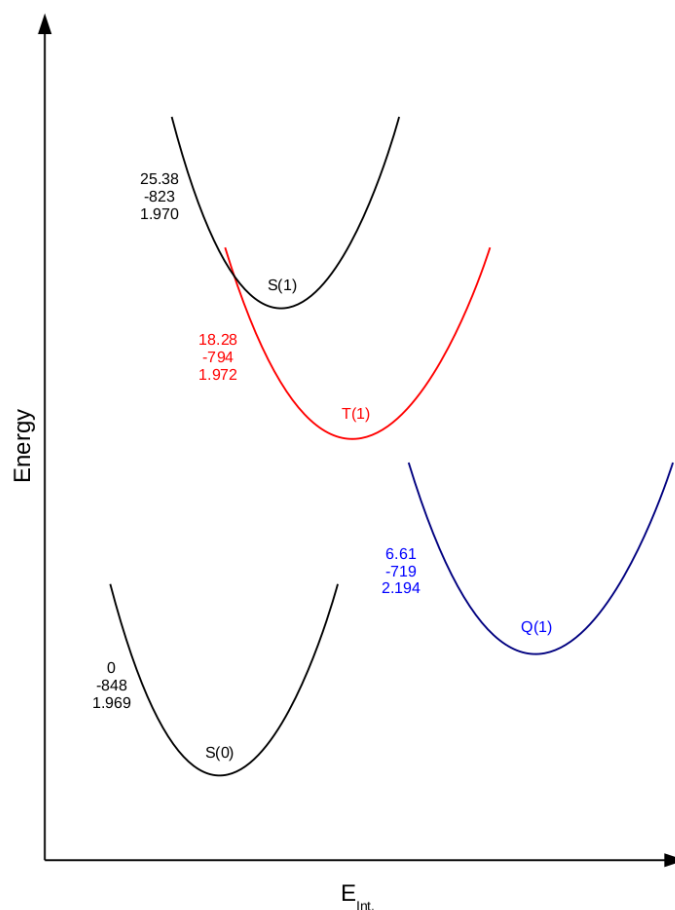 25.38
-823
1.970
S(1)
18.28
-794
1.972
T(1)
Energy
6.61
-719
2.194
Q(1)
0
-848
1.969
S(0)
E Int.